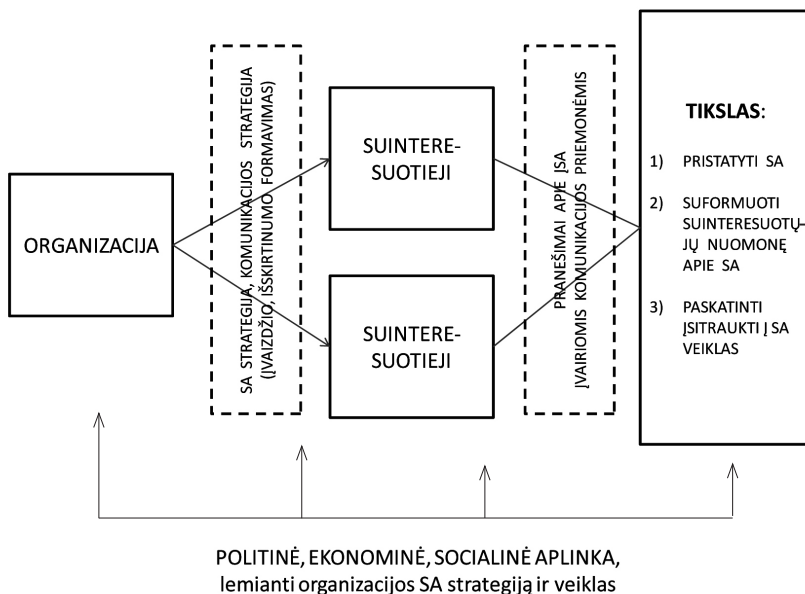 ORGANIZACIJA
SA STRATEGIJA, KOMUNIKACIJOS STRATEGIJA
(ĮVAIZDŽIO, IŠSKIRTINUMO FORMAVIMAS)
SUINTERE-
SUOTIEJI
SUINTERE-
SUOTIEJI
PRANEŠIMAI APIE ĮSA
ĮVAIRIOMIS KOMUNIKACIJOS PRIEMONĖMIS
TIKSLAS:
1) PRISTATYTI SA
2) SUFORMUOTI
SUINTERESUOTŲ-
JŲ NUOMONĘ
APIE SA
3) PASKATINTI
ĮSITRAUKTI Į SA
VEIKLAS
POLITINĖ, EKONOMINĖ, SOCIALINĖ APLINKA,
lemianti organizacijos SA strategiją ir veiklas